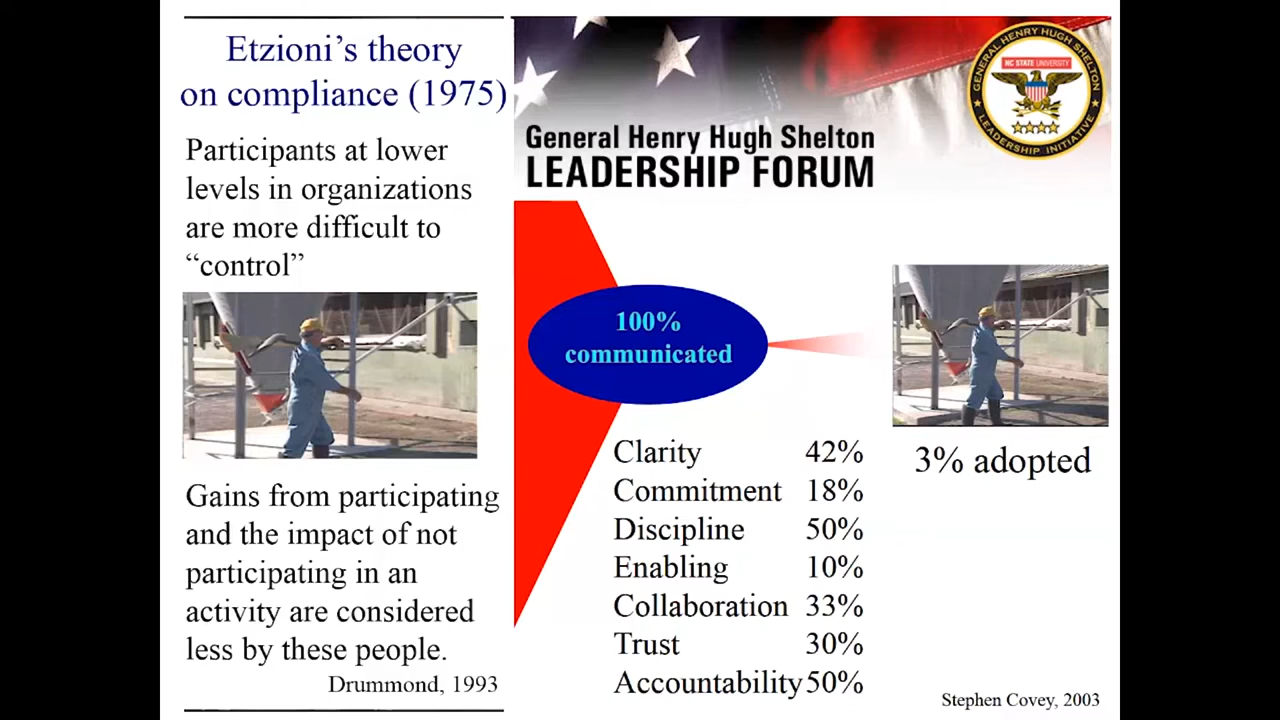 Etzioni's theory
on compliance (1975)
Participants at lower
levels in organizations
are more difficult to
“control”
Gains from participating
and the impact of not
participating in an
activity are considered
less by these people.
Drummond, 1993
General Henry Hugh Shelton
LEADERSHIP FORUM
GENERAL HENRY HUGH SHELTON
NC STATE UNIVERSITY
LEADERSHIP INITIATIVE
100%
communicated
Clarity 42%
Commitment 18%
Discipline 50%
Enabling 10%
Collaboration 33%
Trust 30%
Accountability 50%
3% adopted
Stephen Covey, 2003